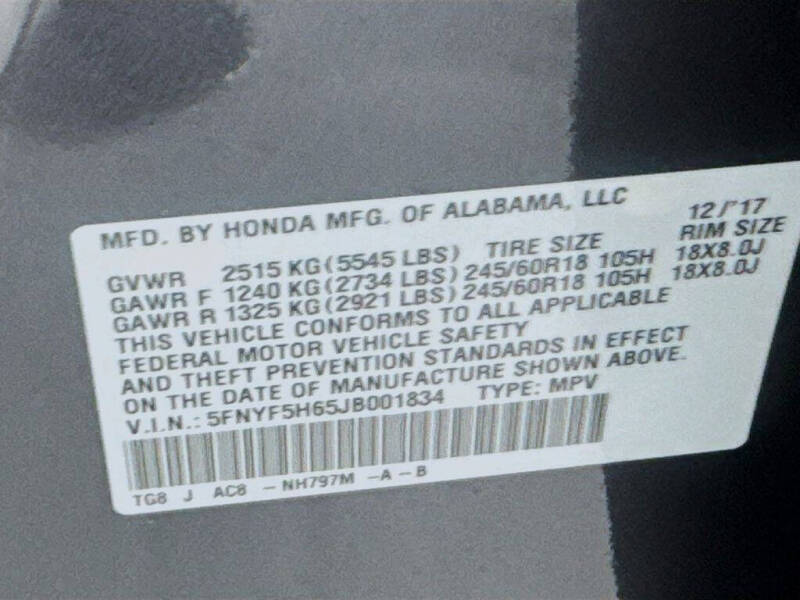 MFD. BY HONDA MFG. OF ALABAMA, LLC 12/'17
GVWR 2515 KG (5545 LBS) TIRE SIZE RIM SIZE
GAWR F 1240 KG (2734 LBS) 245/60R18 105H 18X8.0J
GAWR R 1325 KG (2921 LBS) 245/60R18 105H 18X8.0J
THIS VEHICLE CONFORMS TO ALL APPLICABLE
FEDERAL MOTOR VEHICLE SAFETY
AND THEFT PREVENTION STANDARDS IN EFFECT
ON THE DATE OF MANUFACTURE SHOWN ABOVE.
V.I.N.: 5FNYF5H65JB001834 TYPE: MPV
TG8 J AC8 - NH797M - A - B